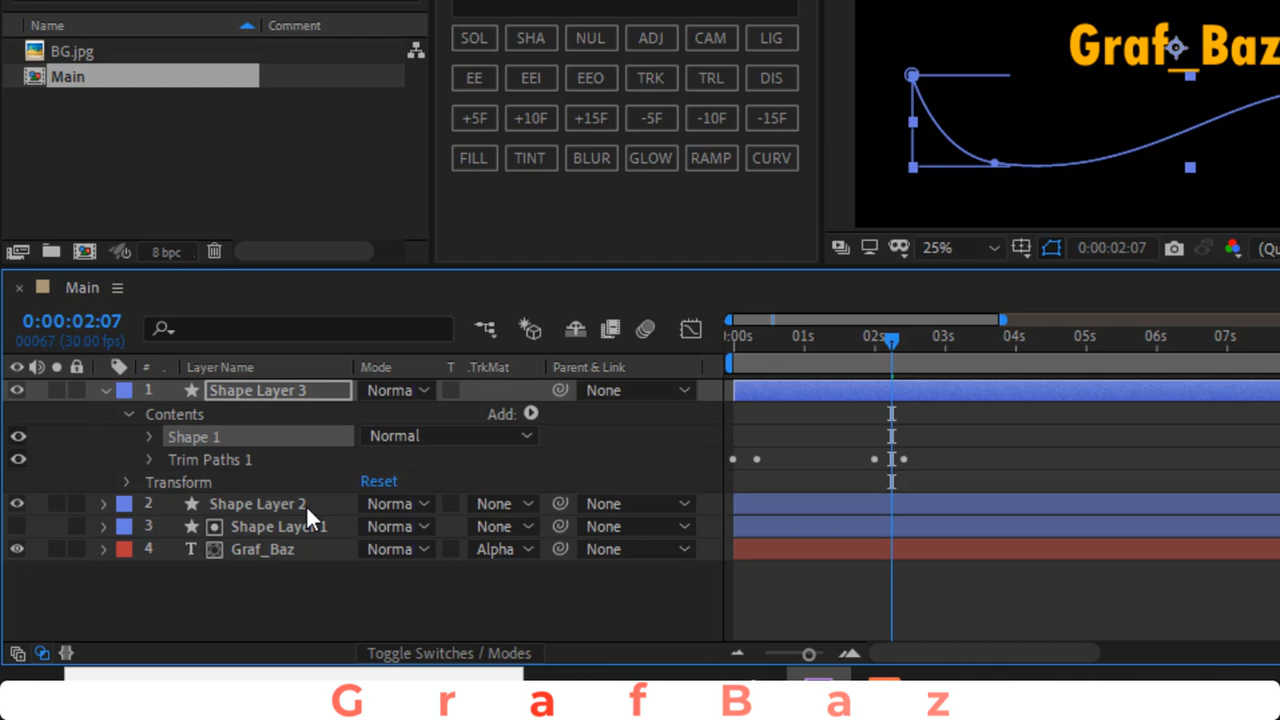 Name Comment
BG.jpg
Main
SOL SHA NUL ADJ CAM LIG
EE EEI EEO TRK TRL DIS
+5F +10F +15F -5F -10F -15F
FILL TINT BLUR GLOW RAMP CURV
8 bpc
Graf_Baz
25% 0:00:02:07 (Qu
Main
0:00:02:07
00067 (30.00 fps)
:00s 01s 02s 03s 04s 05s 06s 07s
# Layer Name Mode T .TrkMat Parent & Link
1 Shape Layer 3 Norma None
Contents Add:
Shape 1 Normal
Trim Paths 1
Transform Reset
2 Shape Layer 2 Norma None None
3 Shape Layer 1 Norma None None
4 T Graf_Baz Norma Alpha None
Toggle Switches / Modes
G r a f B a z